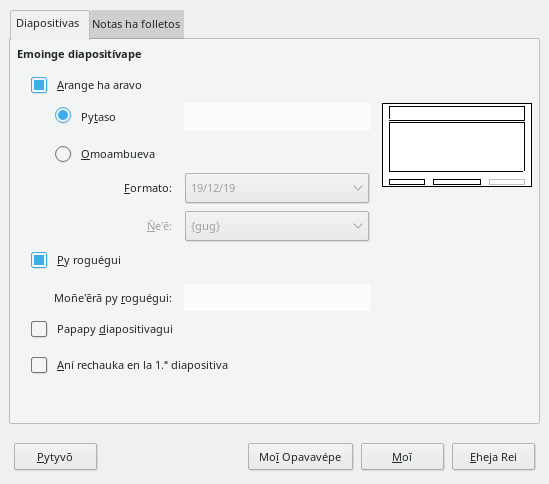 Diapositivas
Notas ha folletos
Emoinge diapositívape
Arange ha aravo
Pytaso
Omoambueva
Formato:
19/12/19
Ñe'ẽ:
{gug}
Py roguégui
Moñe'ẽrã py roguégui:
Papapy diapositivagui
Aní rechauka en la 1.ª diapositiva
Pytyvõ
Moĩ Opavavépe
Moĩ
Eheja Rei